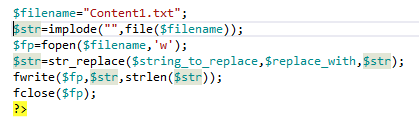 $filename="Content1.txt";
$str=implode("",file($filename));
$fp=fopen($filename,'w');
$str=str_replace($string_to_replace,$replace_with,$str);
fwrite($fp,$str,strlen($str));
fclose($fp);
?>